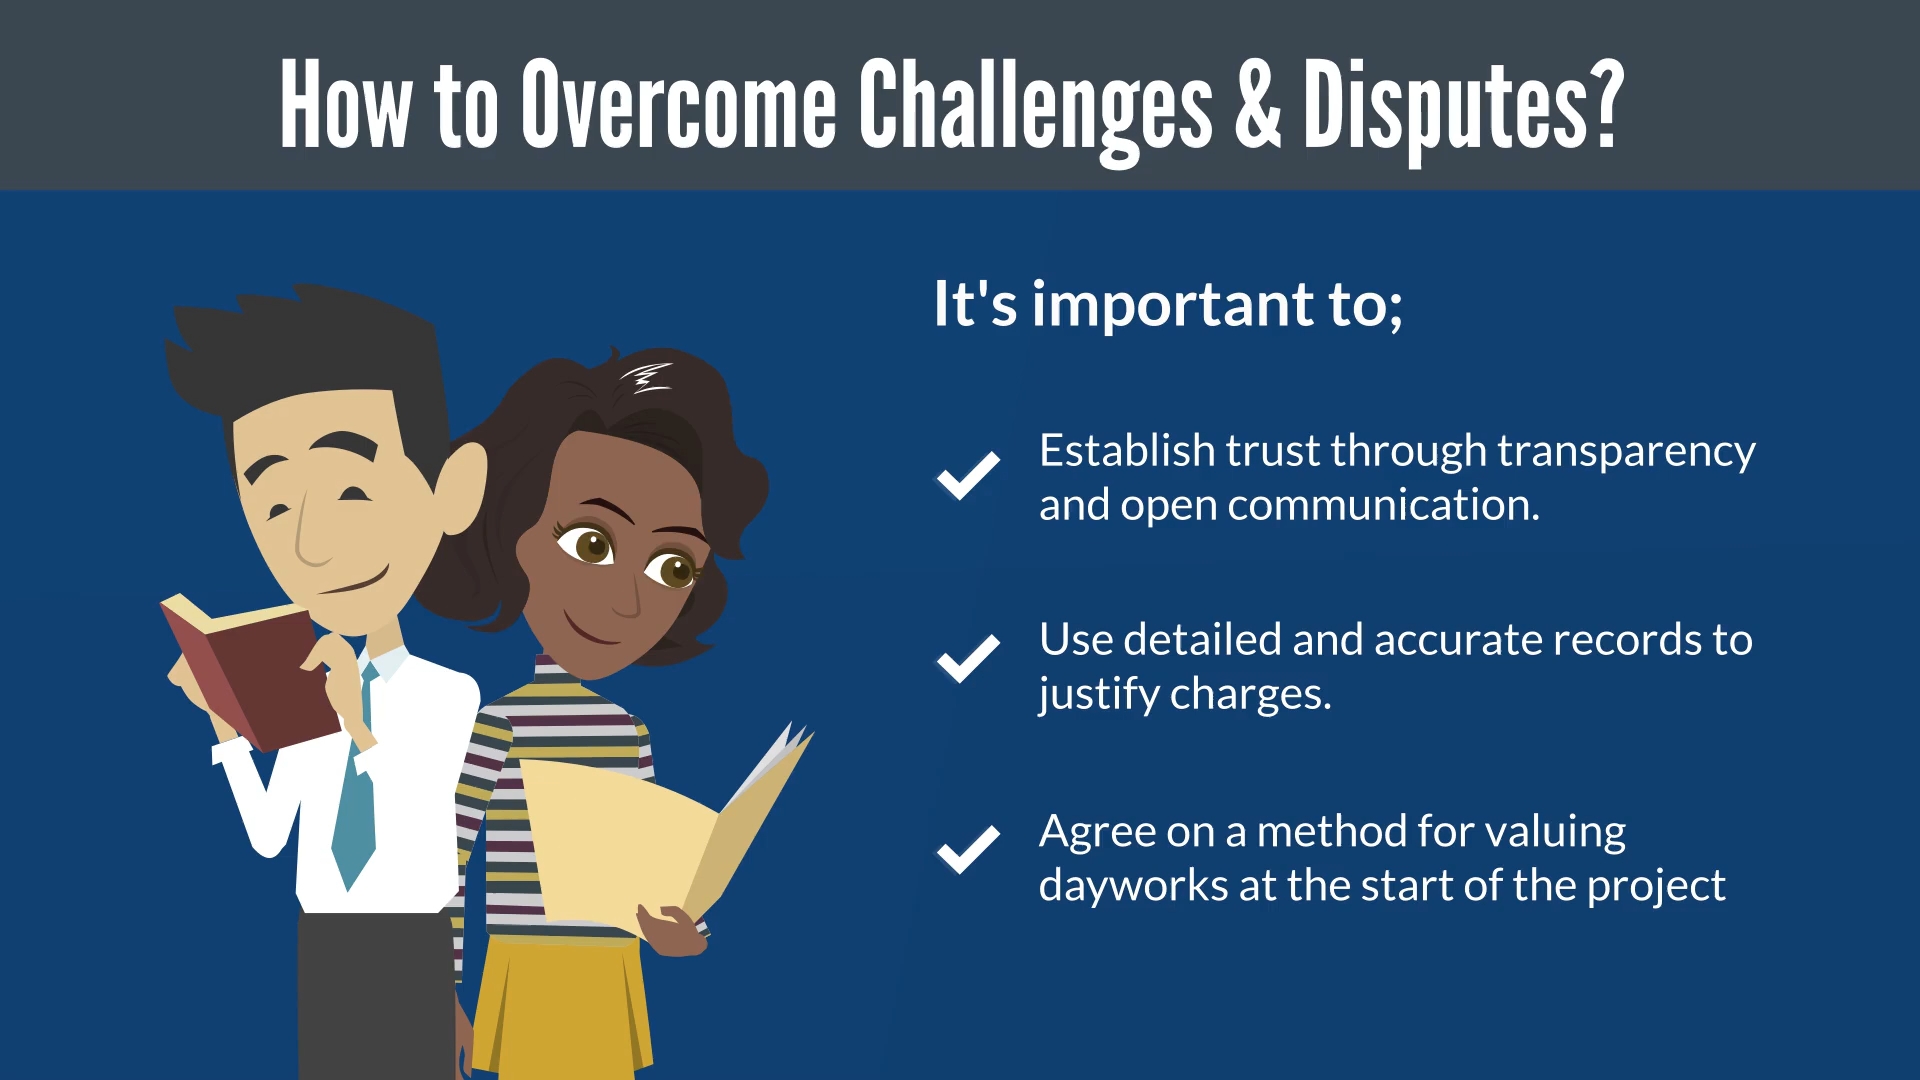 How to Overcome Challenges & Disputes?
It's important to;
Establish trust through transparency
and open communication.
Use detailed and accurate records to
justify charges.
Agree on a method for valuing
dayworks at the start of the project